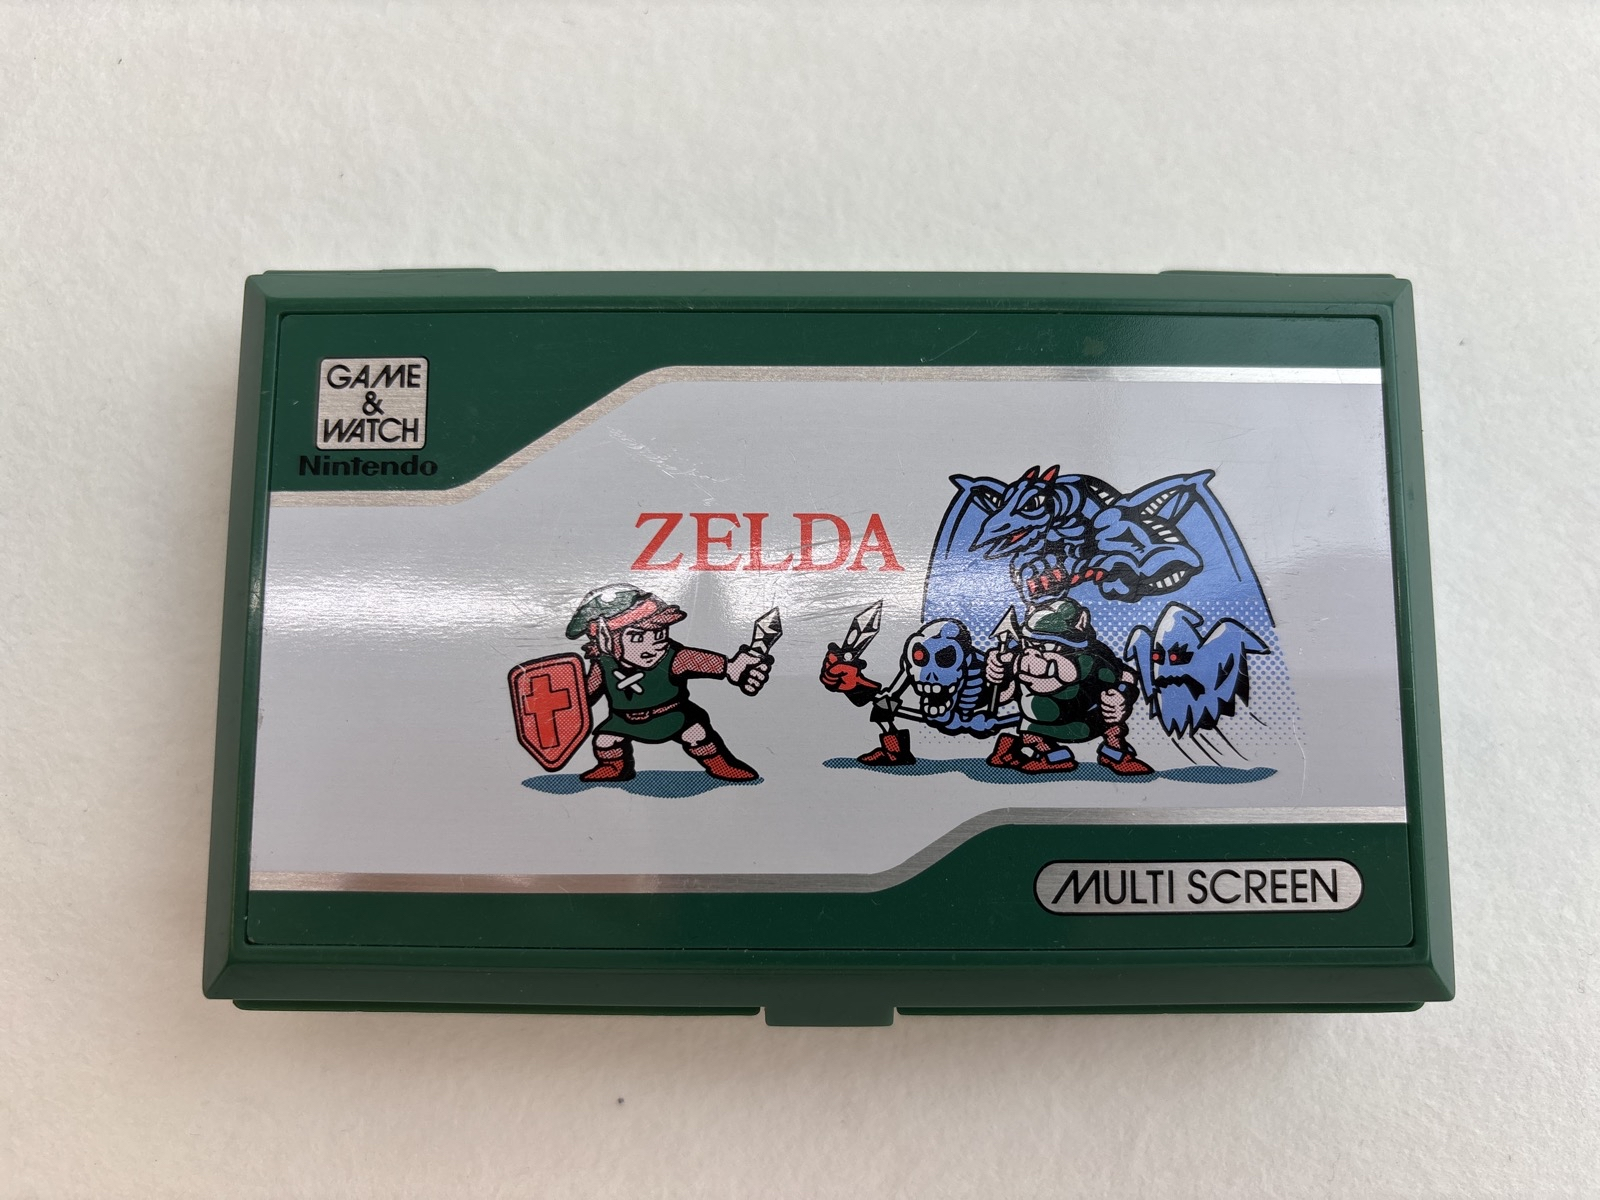 GAME
&
WATCH
Nintendo
ZELDA
MULTI SCREEN